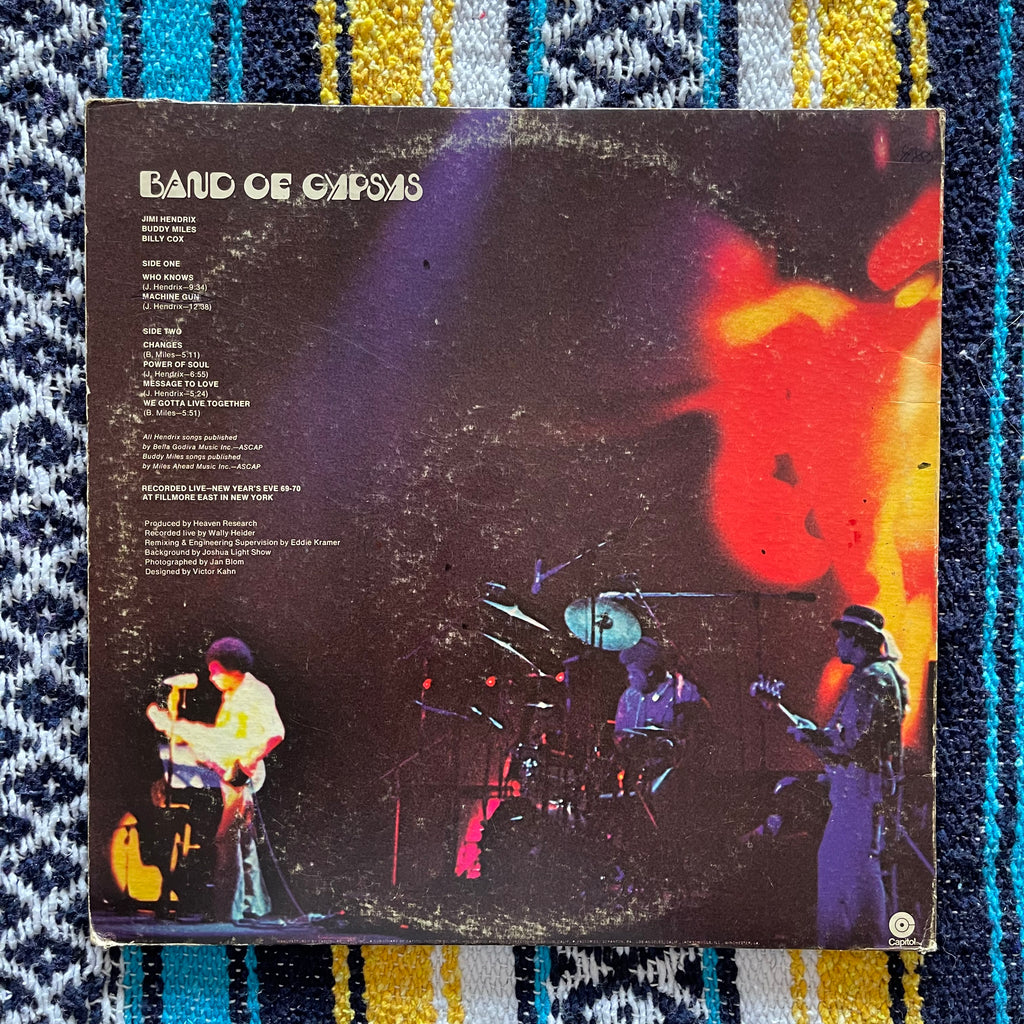 BAND OF GYPSYS
JIMI HENDRIX
BUDDY MILES
BILLY COX
SIDE ONE
WHO KNOWS
(J. Hendrix—9:34)
MACHINE GUN
(J. Hendrix—12:38)
SIDE TWO
CHANGES
(B. Miles—5:11)
POWER OF SOUL
(J. Hendrix—6:55)
MESSAGE TO LOVE
(J. Hendrix—5:24)
WE GOTTA LIVE TOGETHER
(B. Miles—5:51)
All Hendrix songs published
by Bella Godiva Music Inc.—ASCAP
Buddy Miles songs published
by Miles Ahead Music Inc.—ASCAP
RECORDED LIVE—NEW YEAR'S EVE 69-70
AT FILLMORE EAST IN NEW YORK
Produced by Heaven Research
Recorded live by Wally Heider
Remixing & Engineering Supervision by Eddie Kramer
Background by Joshua Light Show
Photographed by Jan Blom
Designed by Victor Kahn
Capitol